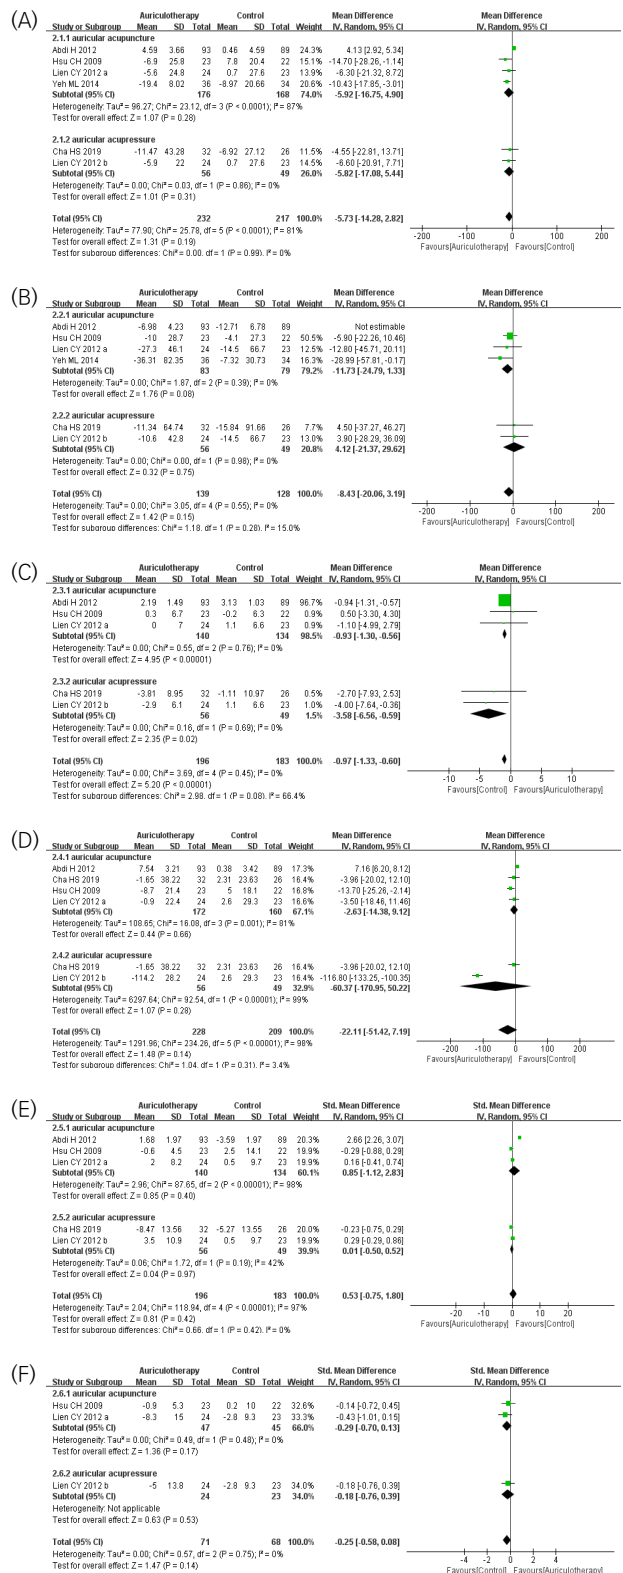 (A)
Auriculotherapy Control Mean Difference Mean Difference
Study or Subgroup Mean SD Total Mean SD Total Weight IV, Random, 95% CI IV, Random, 95% CI
2.1.1 auricular acupuncture
Abdi H 2012 4.59 3.66 93 0.46 4.59 89 24.3% 4.13 [2.92, 5.34]
Hsu CH 2009 -6.9 25.8 23 7.8 20.4 22 15.1% -14.70 [-28.26, -1.14]
Lien CY 2012 a -5.6 24.8 24 0.7 27.6 23 14.1% -6.30 [-21.32, 8.72]
Yeh ML 2014 -19.4 8.02 36 -8.97 20.66 34 20.6% -10.43 [-17.85, -3.01]
Subtotal (95% CI) 176 168 74.0% -5.92 [-16.75, 4.90]
Heterogeneity: Tau² = 96.27; Chi² = 23.12, df = 3 (P < 0.0001); I² = 87%
Test for overall effect: Z = 1.07 (P = 0.28)
2.1.2 auricular acupressure
Cha HS 2019 -11.47 43.28 32 -6.92 27.12 26 11.5% -4.55 [-22.81, 13.71]
Lien CY 2012 b -5.9 22 24 0.7 27.6 23 14.5% -6.60 [-20.91, 7.71]
Subtotal (95% CI) 56 49 26.0% -5.82 [-17.08, 5.44]
Heterogeneity: Tau² = 0.00; Chi² = 0.03, df = 1 (P = 0.86); I² = 0%
Test for overall effect: Z = 1.01 (P = 0.31)
Total (95% CI) 232 217 100.0% -5.73 [-14.28, 2.82]
Heterogeneity: Tau² = 77.90; Chi² = 25.78, df = 5 (P < 0.0001); I² = 81%
Test for overall effect: Z = 1.31 (P = 0.19)
Test for subgroup differences: Chi² = 0.00, df = 1 (P = 0.99), I² = 0%
-200 -100 0 100 200
Favours[Auriculotherapy] Favours[Control]
(B)
Auriculotherapy Control Mean Difference Mean Difference
Study or Subgroup Mean SD Total Mean SD Total Weight IV, Random, 95% CI IV, Random, 95% CI
2.2.1 auricular acupuncture
Abdi H 2012 -6.98 4.23 93 -12.71 6.78 89 Not estimable
Hsu CH 2009 -10 28.7 23 -4.1 27.3 22 50.5% -5.90 [-22.26, 10.46]
Lien CY 2012 a -27.3 46.1 24 -14.5 66.7 23 12.5% -12.80 [-45.71, 20.11]
Yeh ML 2014 -36.31 82.35 36 -7.32 30.73 34 16.3% -28.99 [-57.81, -0.17]
Subtotal (95% CI) 83 79 79.2% -11.73 [-24.79, 1.33]
Heterogeneity: Tau² = 0.00; Chi² = 1.87, df = 2 (P = 0.39); I² = 0%
Test for overall effect: Z = 1.76 (P = 0.08)
2.2.2 auricular acupressure
Cha HS 2019 -11.34 64.74 32 -15.84 91.66 26 7.7% 4.50 [-37.27, 46.27]
Lien CY 2012 b -10.6 42.8 24 -14.5 66.7 23 13.0% 3.90 [-28.29, 36.09]
Subtotal (95% CI) 56 49 20.8% 4.12 [-21.37, 29.62]
Heterogeneity: Tau² = 0.00; Chi² = 0.00, df = 1 (P = 0.98); I² = 0%
Test for overall effect: Z = 0.32 (P = 0.75)
Total (95% CI) 139 128 100.0% -8.43 [-20.06, 3.19]
Heterogeneity: Tau² = 0.00; Chi² = 3.05, df = 4 (P = 0.55); I² = 0%
Test for overall effect: Z = 1.42 (P = 0.15)
Test for subgroup differences: Chi² = 1.18, df = 1 (P = 0.28), I² = 15.0%
-200 -100 0 100 200
Favours[Auriculotherapy] Favours[Control]
(C)
Auriculotherapy Control Mean Difference Mean Difference
Study or Subgroup Mean SD Total Mean SD Total Weight IV, Random, 95% CI IV, Random, 95% CI
2.3.1 auricular acupuncture
Abdi H 2012 2.19 1.49 93 3.13 1.03 89 96.7% -0.94 [-1.31, -0.57]
Hsu CH 2009 0.3 6.7 23 -0.2 6.3 22 0.9% 0.50 [-3.30, 4.30]
Lien CY 2012 a 0 7 24 1.1 6.6 23 0.9% -1.10 [-4.99, 2.79]
Subtotal (95% CI) 140 134 98.5% -0.93 [-1.30, -0.56]
Heterogeneity: Tau² = 0.00; Chi² = 0.55, df = 2 (P = 0.76); I² = 0%
Test for overall effect: Z = 4.95 (P < 0.00001)
2.3.2 auricular acupressure
Cha HS 2019 -3.81 8.95 32 -1.11 10.97 26 0.5% -2.70 [-7.93, 2.53]
Lien CY 2012 b -2.9 6.1 24 1.1 6.6 23 1.0% -4.00 [-7.64, -0.36]
Subtotal (95% CI) 56 49 1.5% -3.58 [-6.56, -0.59]
Heterogeneity: Tau² = 0.00; Chi² = 0.16, df = 1 (P = 0.69); I² = 0%
Test for overall effect: Z = 2.35 (P = 0.02)
Total (95% CI) 196 183 100.0% -0.97 [-1.33, -0.60]
Heterogeneity: Tau² = 0.00; Chi² = 3.69, df = 4 (P = 0.45); I² = 0%
Test for overall effect: Z = 5.20 (P < 0.00001)
Test for subgroup differences: Chi² = 2.98, df = 1 (P = 0.08), I² = 66.4%
-10 -5 0 5 10
Favours[Control] Favours[Auriculotherapy]
(D)
Auriculotherapy Control Mean Difference Mean Difference
Study or Subgroup Mean SD Total Mean SD Total Weight IV, Random, 95% CI IV, Random, 95% CI
2.4.1 auricular acupuncture
Abdi H 2012 7.54 3.21 93 0.38 3.42 89 17.3% 7.16 [6.20, 8.12]
Cha HS 2019 -1.65 38.22 32 2.31 23.63 26 16.4% -3.96 [-20.02, 12.10]
Hsu CH 2009 -8.7 21.4 23 5 18.1 22 16.8% -13.70 [-25.26, -2.14]
Lien CY 2012 a -0.9 22.4 24 2.6 29.3 23 16.6% -3.50 [-18.46, 11.46]
Subtotal (95% CI) 172 160 67.1% -2.63 [-14.38, 9.12]
Heterogeneity: Tau² = 108.65; Chi² = 16.08, df = 3 (P = 0.001); I² = 81%
Test for overall effect: Z = 0.44 (P = 0.66)
2.4.2 auricular acupressure
Cha HS 2019 -1.65 38.22 32 2.31 23.63 26 16.4% -3.96 [-20.02, 12.10]
Lien CY 2012 b -114.2 28.2 24 2.6 29.3 23 16.4% -116.80 [-133.25, -100.35]
Subtotal (95% CI) 56 49 32.9% -60.37 [-170.95, 50.22]
Heterogeneity: Tau² = 6297.64; Chi² = 92.54, df = 1 (P < 0.00001); I² = 99%
Test for overall effect: Z = 1.07 (P = 0.28)
Total (95% CI) 228 209 100.0% -22.11 [-51.42, 7.19]
Heterogeneity: Tau² = 1291.96; Chi² = 234.26, df = 5 (P < 0.00001); I² = 98%
Test for overall effect: Z = 1.48 (P = 0.14)
Test for subgroup differences: Chi² = 1.04, df = 1 (P = 0.31), I² = 3.4%
-200 -100 0 100 200
Favours[Auriculotherapy] Favours[Control]
(E)
Auriculotherapy Control Std. Mean Difference Std. Mean Difference
Study or Subgroup Mean SD Total Mean SD Total Weight IV, Random, 95% CI IV, Random, 95% CI
2.5.1 auricular acupuncture
Abdi H 2012 1.68 1.97 93 -3.59 1.97 89 20.3% 2.66 [2.26, 3.07]
Hsu CH 2009 -0.6 4.5 23 2.5 14.1 22 19.9% -0.29 [-0.88, 0.29]
Lien CY 2012 a 2 8.2 24 0.5 9.7 23 19.9% 0.16 [-0.41, 0.74]
Subtotal (95% CI) 140 134 60.1% 0.85 [-1.12, 2.83]
Heterogeneity: Tau² = 2.96; Chi² = 87.65, df = 2 (P < 0.00001); I² = 98%
Test for overall effect: Z = 0.85 (P = 0.40)
2.5.2 auricular acupressure
Cha HS 2019 -8.47 13.56 32 -5.27 13.55 26 20.0% -0.23 [-0.75, 0.29]
Lien CY 2012 b 3.5 10.9 24 0.5 9.7 23 19.9% 0.29 [-0.29, 0.86]
Subtotal (95% CI) 56 49 39.9% 0.01 [-0.50, 0.52]
Heterogeneity: Tau² = 0.06; Chi² = 1.72, df = 1 (P = 0.19); I² = 42%
Test for overall effect: Z = 0.04 (P = 0.97)
Total (95% CI) 196 183 100.0% 0.53 [-0.75, 1.80]
Heterogeneity: Tau² = 2.04; Chi² = 118.94, df = 4 (P < 0.00001); I² = 97%
Test for overall effect: Z = 0.81 (P = 0.42)
Test for subgroup differences: Chi² = 0.66, df = 1 (P = 0.42), I² = 0%
-20 -10 0 10 20
Favours[Auriculotherapy] Favours[Control]
(F)
Auriculotherapy Control Std. Mean Difference Std. Mean Difference
Study or Subgroup Mean SD Total Mean SD Total Weight IV, Random, 95% CI IV, Random, 95% CI
2.6.1 auricular acupuncture
Hsu CH 2009 -0.9 5.3 23 0.2 10 22 32.6% -0.14 [-0.72, 0.45]
Lien CY 2012 a -8.3 15 24 -2.8 9.3 23 33.4% -0.43 [-1.01, 0.15]
Subtotal (95% CI) 47 45 66.0% -0.29 [-0.70, 0.13]
Heterogeneity: Tau² = 0.00; Chi² = 0.49, df = 1 (P = 0.48); I² = 0%
Test for overall effect: Z = 1.36 (P = 0.17)
2.6.2 auricular acupressure
Lien CY 2012 b -5 13.8 24 -2.8 9.3 23 34.0% -0.18 [-0.76, 0.39]
Subtotal (95% CI) 24 23 34.0% -0.18 [-0.76, 0.39]
Heterogeneity: Not applicable
Test for overall effect: Z = 0.63 (P = 0.53)
Total (95% CI) 71 68 100.0% -0.25 [-0.58, 0.08]
Heterogeneity: Tau² = 0.00; Chi² = 0.57, df = 2 (P = 0.75); I² = 0%
Test for overall effect: Z = 1.47 (P = 0.14)
-4 -2 0 2 4
Favours[Control] Favours[Auriculotherapy]